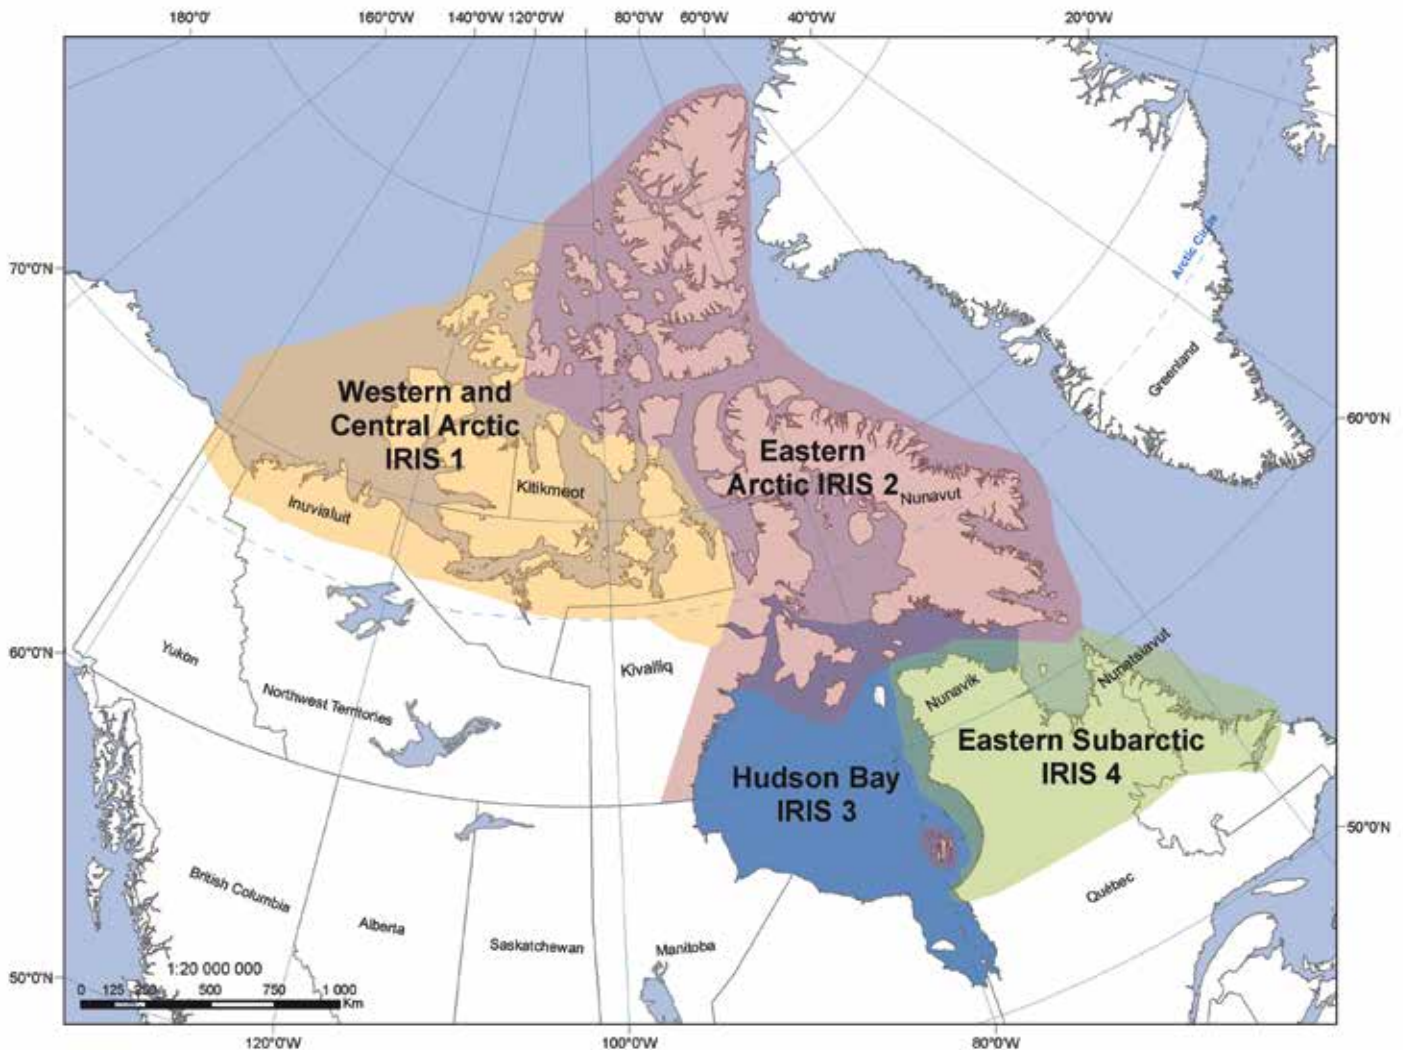 180°0'
160°0'W
140°0'W
120°0'W
80°0'W
60°0'W
40°0'W
20°0'W
70°0'N
Arctic Circle
Greenland
Western and
Central Arctic
IRIS 1
60°0'N
Eastern
Arctic IRIS 2
Kitikmeot
Nunavut
Inuvialuit
60°0'N
Yukon
Kivalliq
Northwest Territories
Nunavik
Nunatsiavut
Eastern Subarctic
IRIS 4
Hudson Bay
IRIS 3
50°0'N
British Columbia
Alberta
Saskatchewan
Manitoba
Québec
50°0'N
1:20 000 000
0 125 250 500 750 1 000
Km
120°0'W
100°0'W
80°0'W